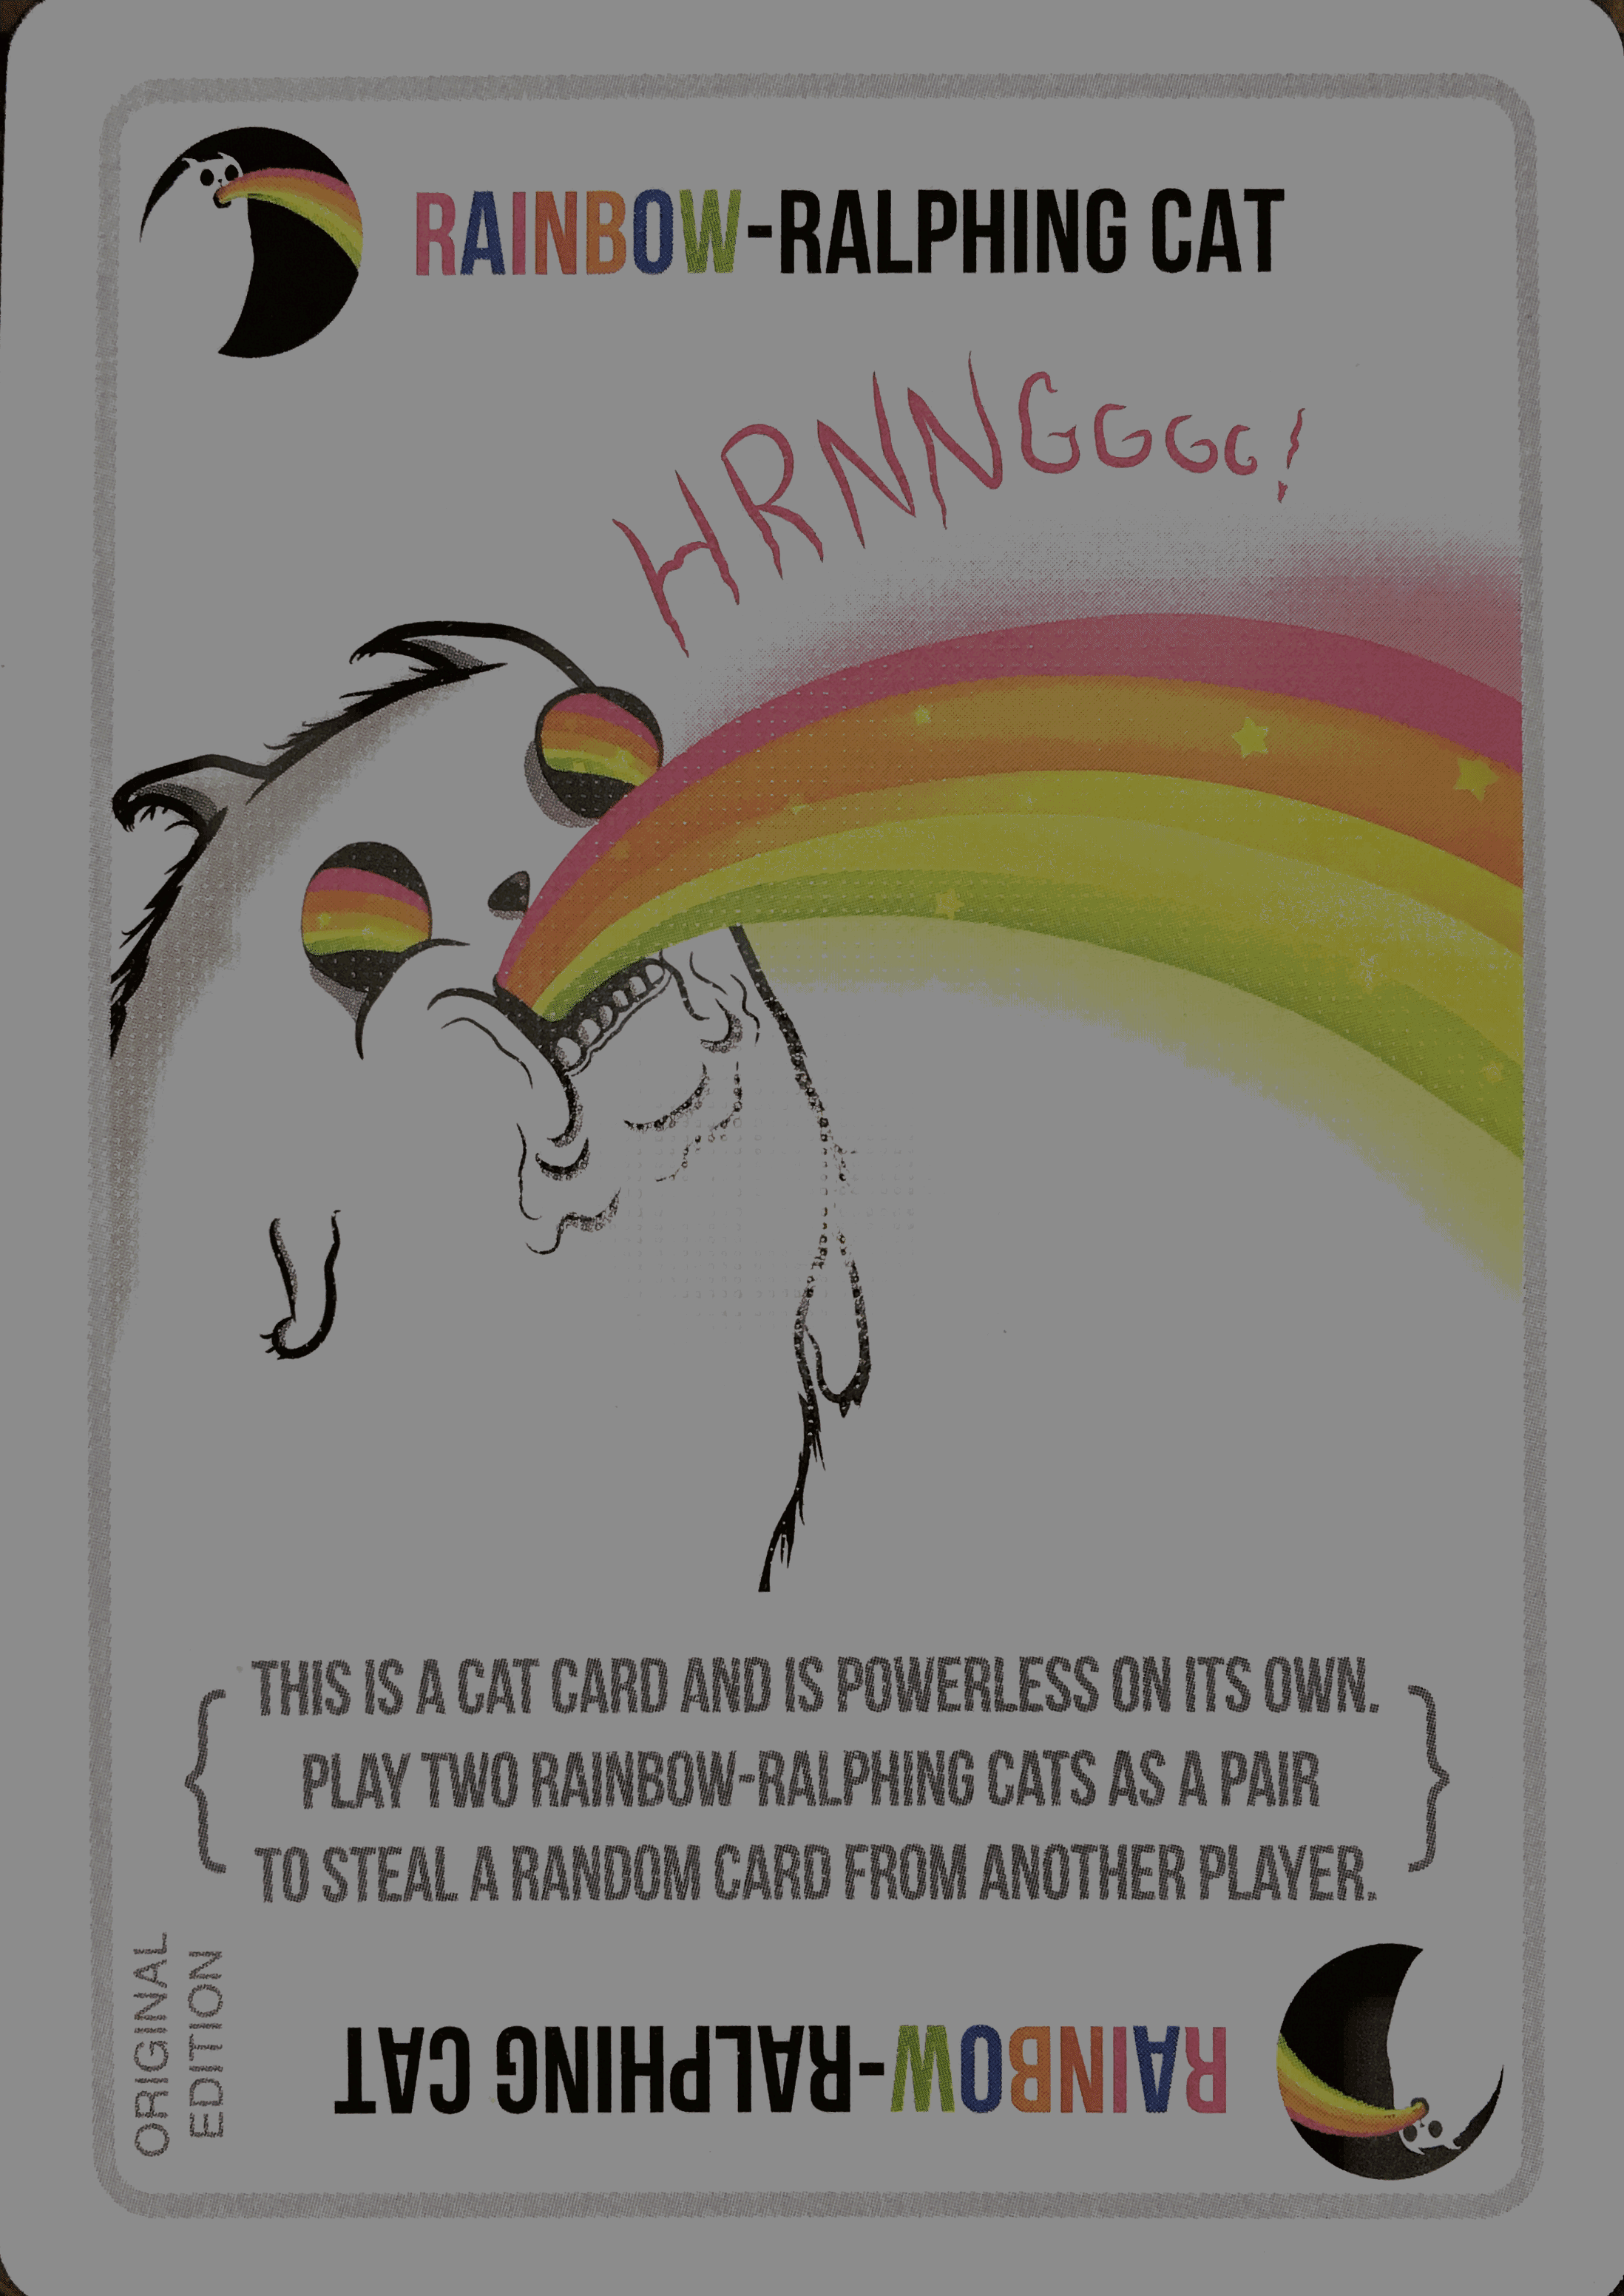 RAINBOW-RALPHING CAT
HRNNGGGG!
THIS IS A CAT CARD AND IS POWERLESS ON ITS OWN.
PLAY TWO RAINBOW-RALPHING CATS AS A PAIR
TO STEAL A RANDOM CARD FROM ANOTHER PLAYER.
ORIGINAL
EDITION
RAINBOW-RALPHING CAT